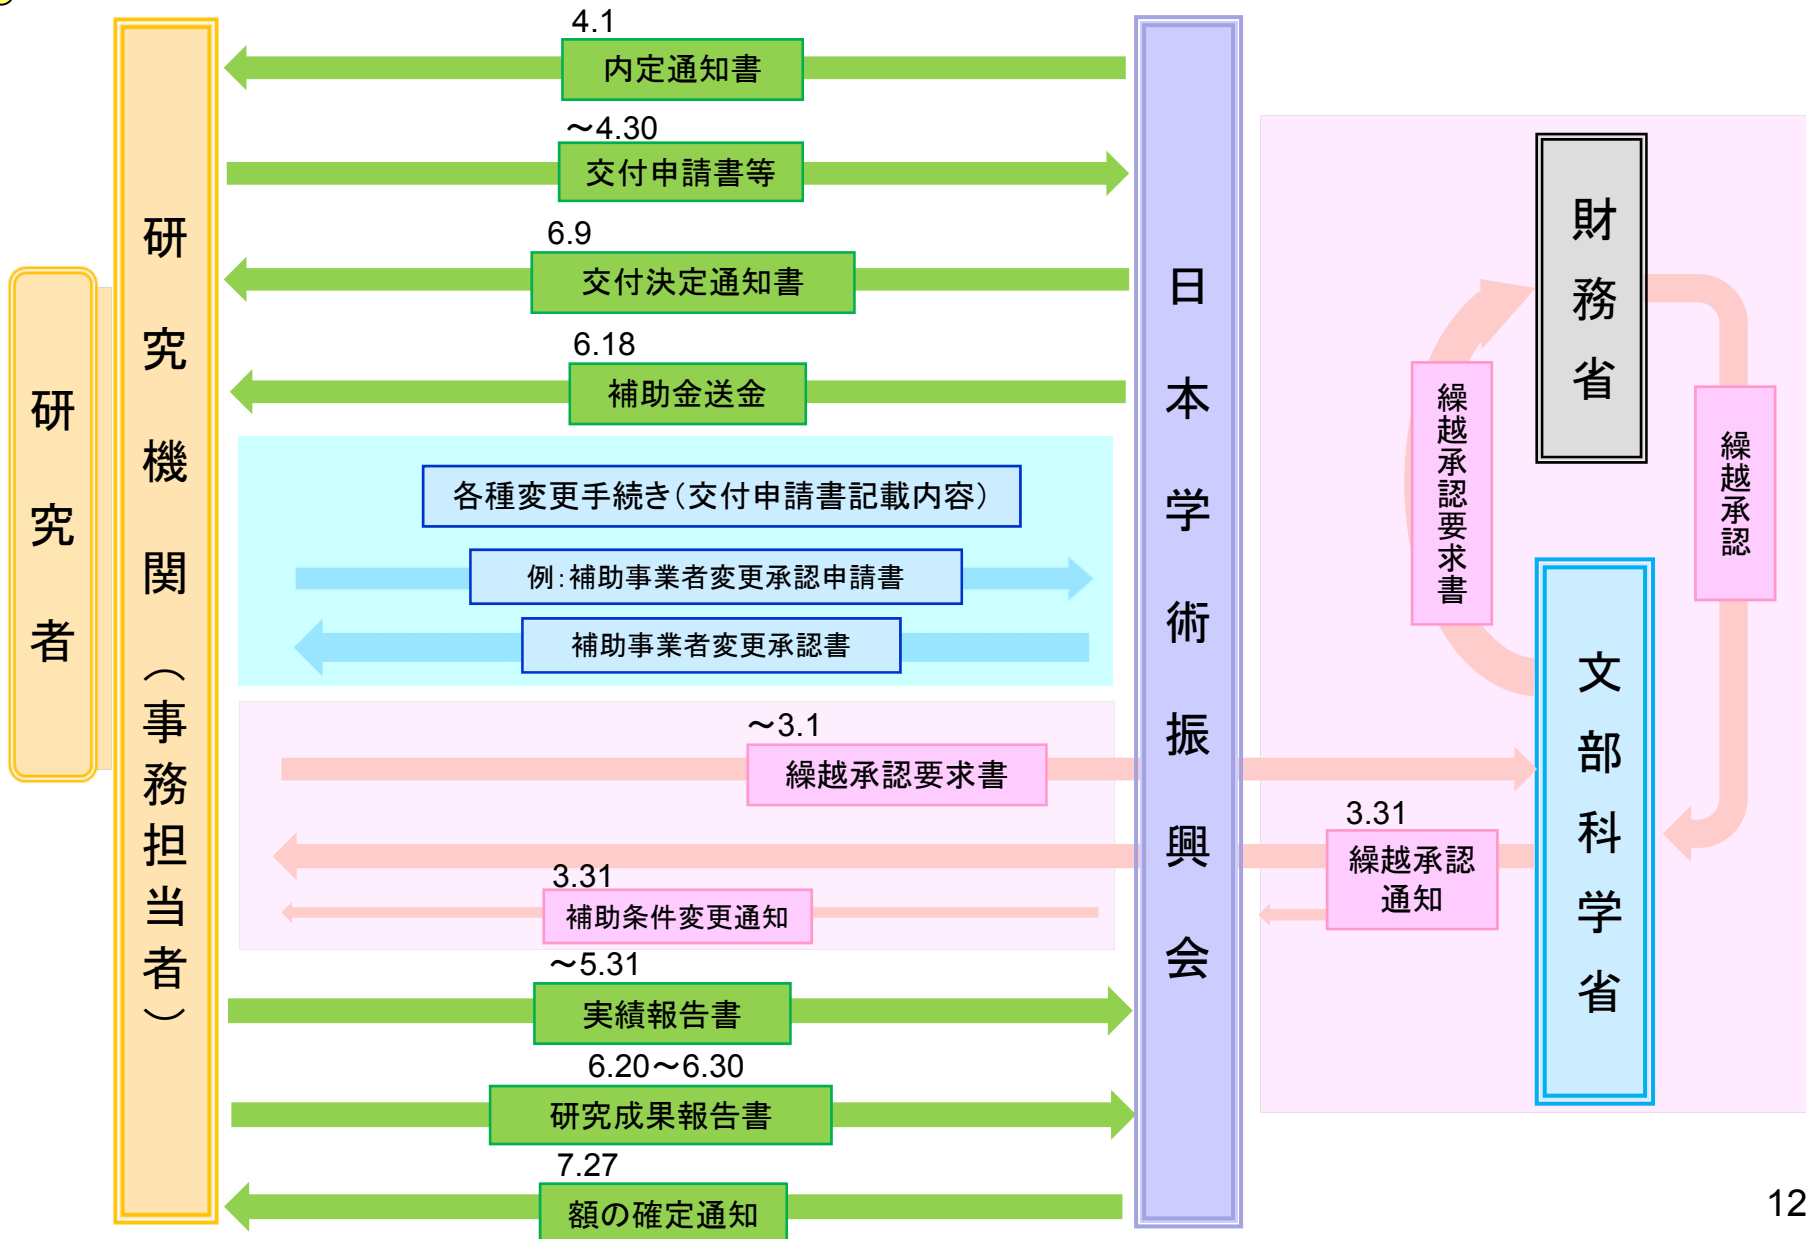 4.1
内定通知書
～4.30
交付申請書等
6.9
交付決定通知書
6.18
補助金送金
各種変更手続き（交付申請書記載内容）
例：補助事業者変更承認申請書
補助事業者変更承認書
～3.1
繰越承認要求書
3.31
繰越承認
通知
3.31
補助条件変更通知
～5.31
実績報告書
6.20～6.30
研究成果報告書
7.27
額の確定通知
研究者
研究機関（事務担当者）
日本学術振興会
財務省
繰越承認要求書
繰越承認
文部科学省
12